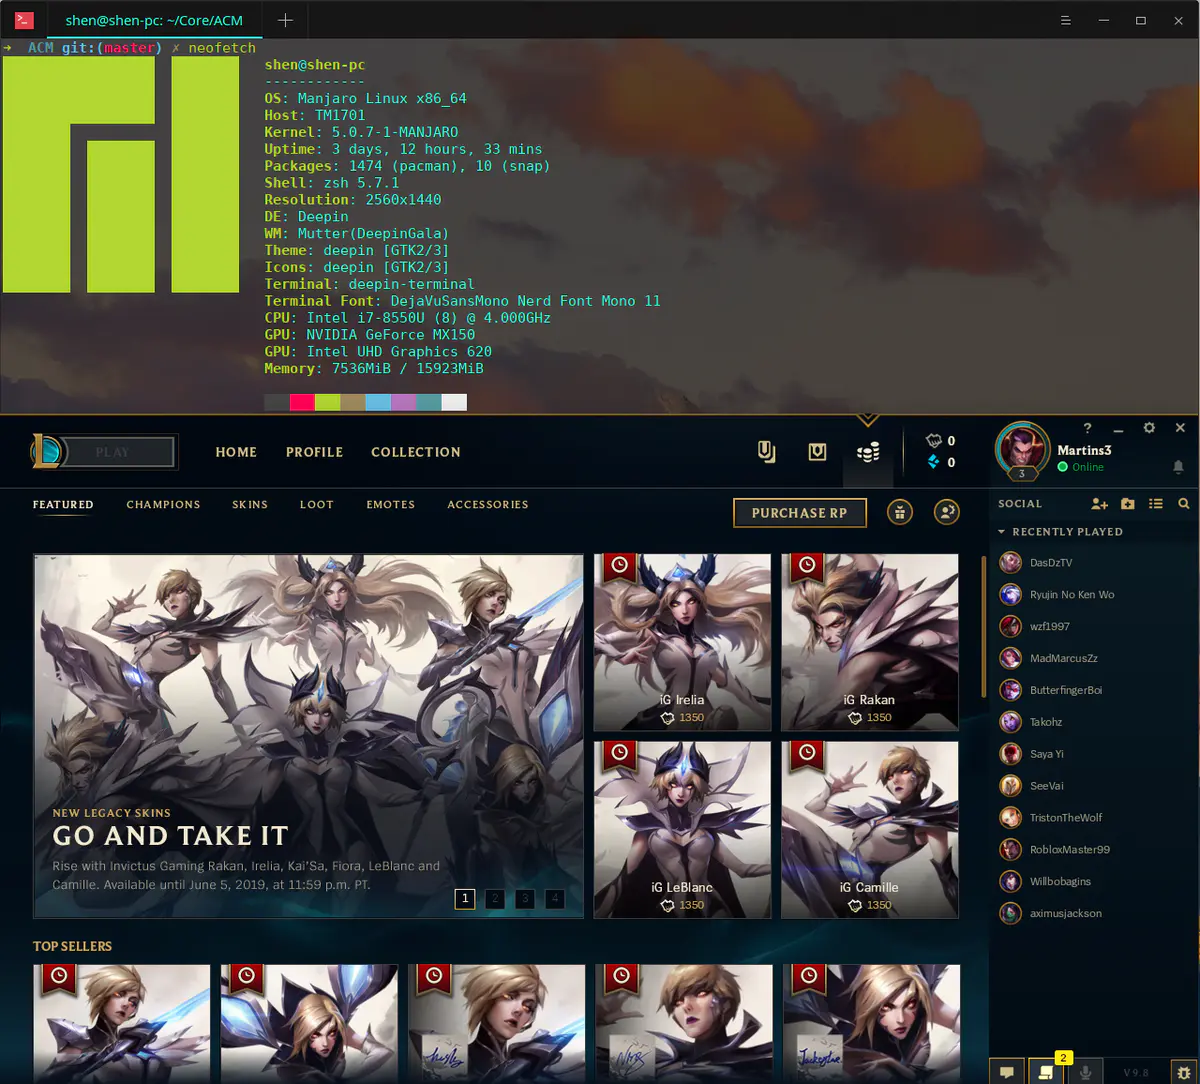 shen@shen-pc: ~/Core/ACM
➜ ACM git:(master) ✗ neofetch
shen@shen-pc
------------
OS: Manjaro Linux x86_64
Host: TM1701
Kernel: 5.0.7-1-MANJARO
Uptime: 3 days, 12 hours, 33 mins
Packages: 1474 (pacman), 10 (snap)
Shell: zsh 5.7.1
Resolution: 2560x1440
DE: Deepin
WM: Mutter(DeepinGala)
Theme: deepin [GTK2/3]
Icons: deepin [GTK2/3]
Terminal: deepin-terminal
Terminal Font: DejaVuSansMono Nerd Font Mono 11
CPU: Intel i7-8550U (8) @ 4.000GHz
GPU: NVIDIA GeForce MX150
GPU: Intel UHD Graphics 620
Memory: 7536MiB / 15923MiB
PLAY
HOME PROFILE COLLECTION
0
0
3
Martins3
Online
FEATURED CHAMPIONS SKINS LOOT EMOTES ACCESSORIES
PURCHASE RP
NEW LEGACY SKINS
GO AND TAKE IT
Rise with Invictus Gaming Rakan, Irelia, Kai'Sa, Fiora, LeBlanc and
Camille. Available until June 5, 2019, at 11:59 p.m. PT.
1 2 3 4
iG Irelia
1350
iG Rakan
1350
iG LeBlanc
1350
iG Camille
1350
TOP SELLERS
SOCIAL
RECENTLY PLAYED
DasDzTV
Ryujin No Ken Wo
wzf1997
MadMarcusZz
ButterfingerBoi
Takohz
Saya Yi
SeeVai
TristonTheWolf
RobloxMaster99
Willbobagins
aximusjackson
2
V 9.8